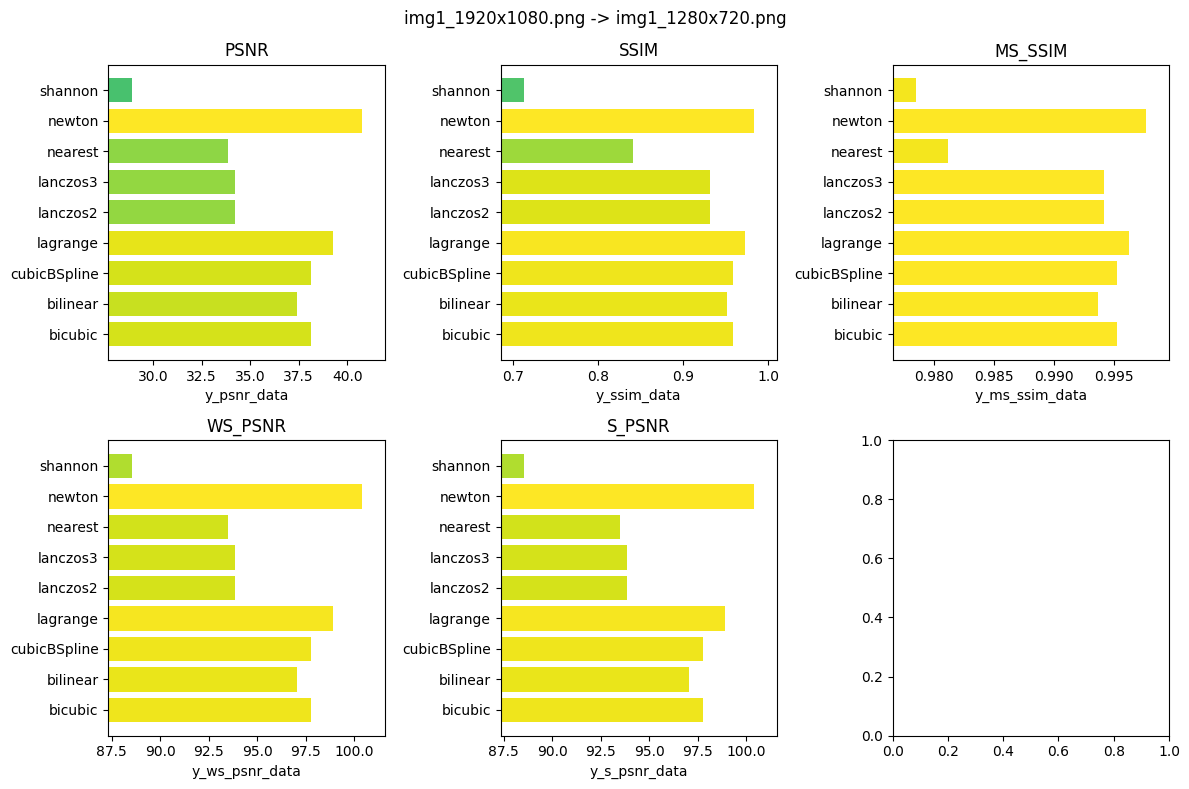 img1_1920x1080.png -> img1_1280x720.png
PSNR
shannon
newton
nearest
lanczos3
lanczos2
lagrange
cubicBSpline
bilinear
bicubic
30.0 32.5 35.0 37.5 40.0
y_psnr_data
SSIM
shannon
newton
nearest
lanczos3
lanczos2
lagrange
cubicBSpline
bilinear
bicubic
0.7 0.8 0.9 1.0
y_ssim_data
MS_SSIM
shannon
newton
nearest
lanczos3
lanczos2
lagrange
cubicBSpline
bilinear
bicubic
0.980 0.985 0.990 0.995
y_ms_ssim_data
WS_PSNR
shannon
newton
nearest
lanczos3
lanczos2
lagrange
cubicBSpline
bilinear
bicubic
87.5 90.0 92.5 95.0 97.5 100.0
y_ws_psnr_data
S_PSNR
shannon
newton
nearest
lanczos3
lanczos2
lagrange
cubicBSpline
bilinear
bicubic
87.5 90.0 92.5 95.0 97.5 100.0
y_s_psnr_data
1.0
0.8
0.6
0.4
0.2
0.0
0.0 0.2 0.4 0.6 0.8 1.0